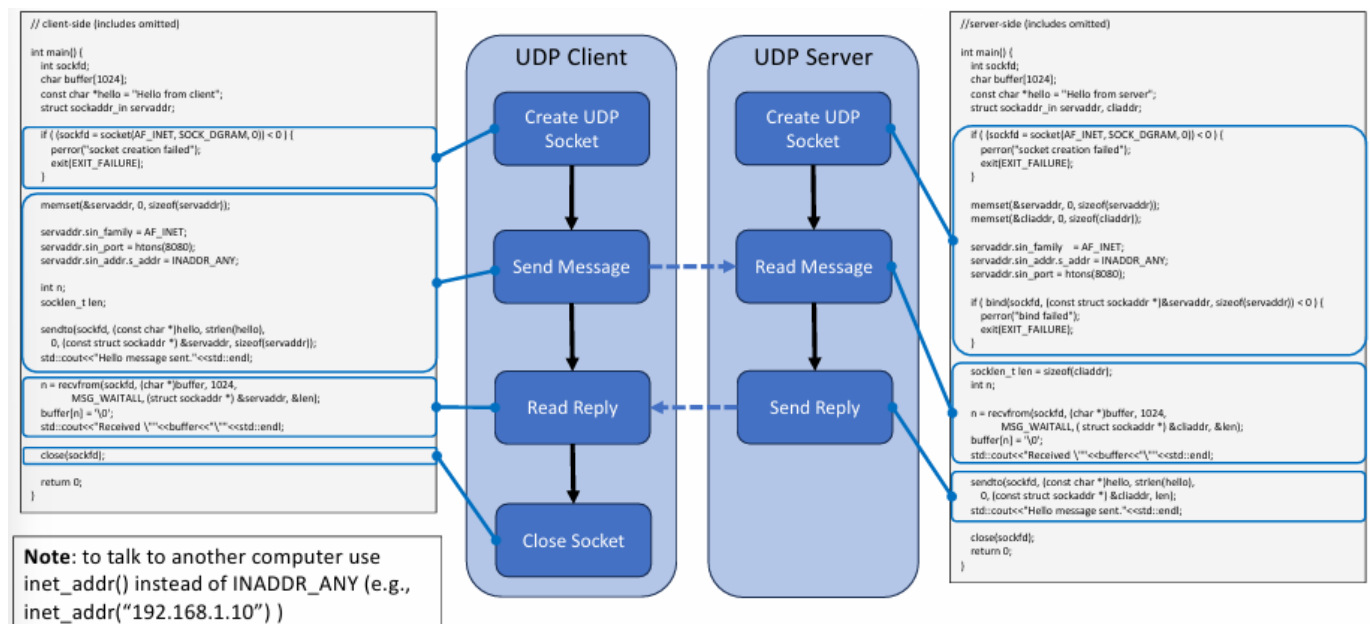 // client-side (includes omitted)
int main() {
int sockfd;
char buffer[1024];
const char *hello = "Hello from client";
struct sockaddr_in servaddr;
if ( (sockfd = socket(AF_INET, SOCK_DGRAM, 0)) < 0 ) {
perror("socket creation failed");
exit(EXIT_FAILURE);
}
memset(&servaddr, 0, sizeof(servaddr));
servaddr.sin_family = AF_INET;
servaddr.sin_port = htons(8080);
servaddr.sin_addr.s_addr = INADDR_ANY;
int n;
socklen_t len;
sendto(sockfd, (const char *)hello, strlen(hello),
0, (const struct sockaddr *) &servaddr, sizeof(servaddr));
std::cout<<"Hello message sent."<<std::endl;
n = recvfrom(sockfd, (char *)buffer, 1024,
MSG_WAITALL, (struct sockaddr *) &servaddr, &len);
buffer[n] = '\0';
std::cout<<"Received \""<<buffer<<"\""<<std::endl;
close(sockfd);
return 0;
}
Note: to talk to another computer use
inet_addr() instead of INADDR_ANY (e.g.,
inet_addr(“192.168.1.10”) )
UDP Client
Create UDP
Socket
Send Message
Read Reply
Close Socket
UDP Server
Create UDP
Socket
Read Message
Send Reply
//server-side (includes omitted)
int main() {
int sockfd;
char buffer[1024];
const char *hello = "Hello from server";
struct sockaddr_in servaddr, cliaddr;
if ( (sockfd = socket(AF_INET, SOCK_DGRAM, 0)) < 0 ) {
perror("socket creation failed");
exit(EXIT_FAILURE);
}
memset(&servaddr, 0, sizeof(servaddr));
memset(&cliaddr, 0, sizeof(cliaddr));
servaddr.sin_family = AF_INET;
servaddr.sin_addr.s_addr = INADDR_ANY;
servaddr.sin_port = htons(8080);
if ( bind(sockfd, (const struct sockaddr *)&servaddr, sizeof(servaddr)) < 0 ) {
perror("bind failed");
exit(EXIT_FAILURE);
}
socklen_t len = sizeof(cliaddr);
int n;
n = recvfrom(sockfd, (char *)buffer, 1024,
MSG_WAITALL, ( struct sockaddr *) &cliaddr, &len);
buffer[n] = '\0';
std::cout<<"Received \""<<buffer<<"\""<<std::endl;
sendto(sockfd, (const char *)hello, strlen(hello),
0, (const struct sockaddr *) &cliaddr, len);
std::cout<<"Hello message sent."<<std::endl;
close(sockfd);
return 0;
}